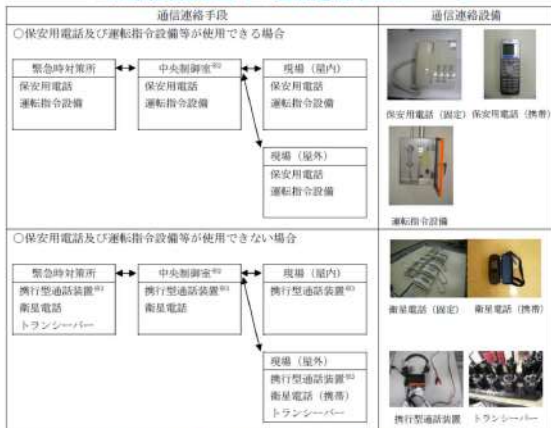 通信連絡手段
通信連絡設備
○保安用電話及び運転指令設備等が使用できる場合
緊急時対策所
保安用電話
運転指令設備
中央制御室
保安用電話
運転指令設備
現場（屋内）
保安用電話
運転指令設備
現場（屋外）
保安用電話
運転指令設備
保安用電話（固定）
保安用電話（携帯）
運転指令設備
○保安用電話及び運転指令設備等が使用できない場合
緊急時対策所
携行型通話装置
衛星電話
トランシーバー
中央制御室
携行型通話装置
衛星電話
現場（屋内）
携行型通話装置
現場（屋外）
携行型通話装置
衛星電話（携帯）
トランシーバー
衛星電話（固定）
衛星電話（携帯）
携行型通話装置
トランシーバー